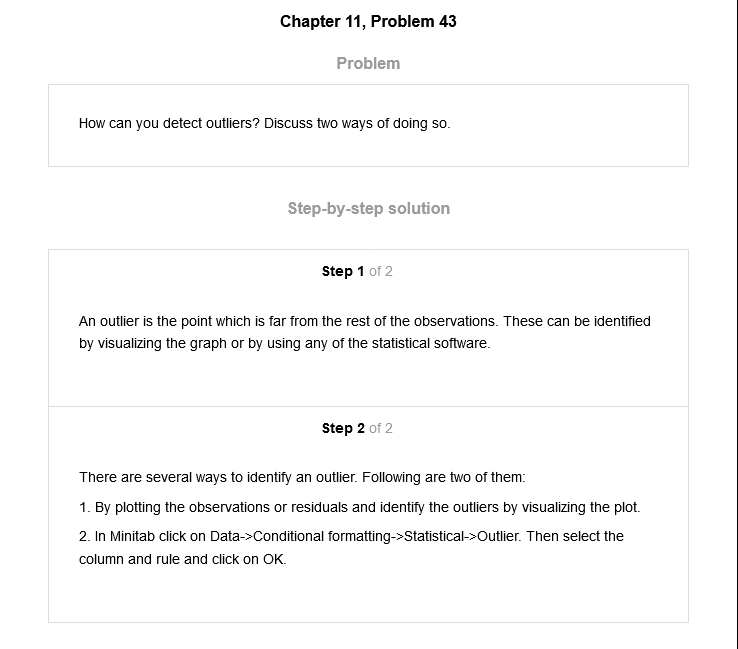 Chapter 11, Problem 43
Problem
How can you detect outliers? Discuss two ways of doing so.
Step-by-step solution
Step 1 of 2
An outlier is the point which is far from the rest of the observations. These can be identified
by visualizing the graph or by using any of the statistical software.
Step 2 of 2
There are several ways to identify an outlier. Following are two of them:
1. By plotting the observations or residuals and identify the outliers by visualizing the plot.
2. In Minitab click on Data->Conditional formatting->Statistical->Outlier. Then select the
column and rule and click on OK.